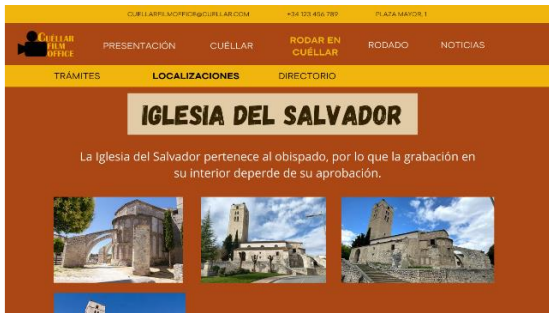 CUELLARFILMOFFICE@CUELLAR.COM +34 123 456 789 PLAZA MAYOR, 1
CUÉLLAR
FILM
OFFICE
PRESENTACIÓN CUÉLLAR RODAR EN
CUÉLLAR RODADO NOTICIAS
TRÁMITES LOCALIZACIONES DIRECTORIO
IGLESIA DEL SALVADOR
La Iglesia del Salvador pertenece al obispado, por lo que la grabación en
su interior deperde de su aprobación.